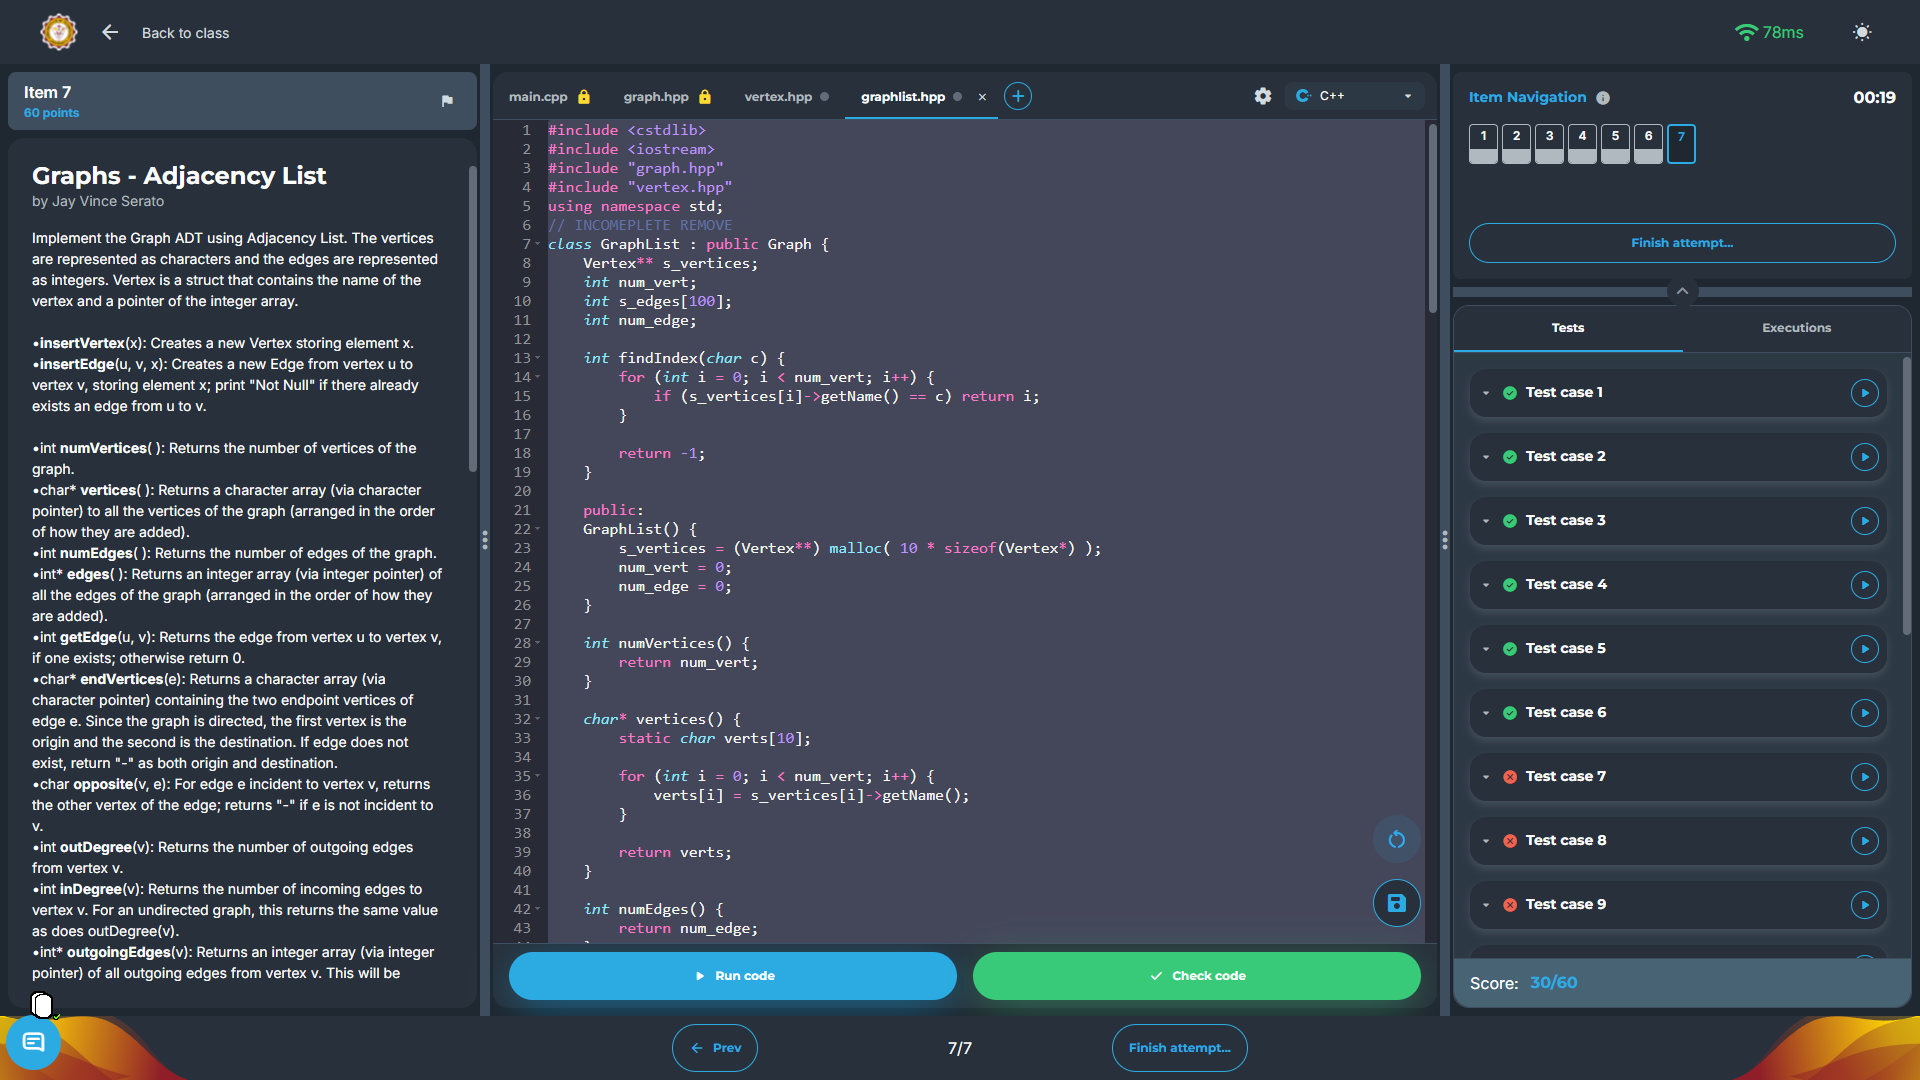 Back to class
78ms
Item 7
60 points
Graphs - Adjacency List
by Jay Vince Serato
Implement the Graph ADT using Adjacency List. The vertices
are represented as characters and the edges are represented
as integers. Vertex is a struct that contains the name of the
vertex and a pointer of the integer array.
•insertVertex(x): Creates a new Vertex storing element x.
•insertEdge(u, v, x): Creates a new Edge from vertex u to
vertex v, storing element x; print "Not Null" if there already
exists an edge from u to v.
•int numVertices( ): Returns the number of vertices of the
graph.
•char* vertices( ): Returns a character array (via character
pointer) to all the vertices of the graph (arranged in the order
of how they are added).
•int numEdges( ): Returns the number of edges of the graph.
•int* edges( ): Returns an integer array (via integer pointer) of
all the edges of the graph (arranged in the order of how they
are added).
•int getEdge(u, v): Returns the edge from vertex u to vertex v,
if one exists; otherwise return 0.
•char* endVertices(e): Returns a character array (via
character pointer) containing the two endpoint vertices of
edge e. Since the graph is directed, the first vertex is the
origin and the second is the destination. If edge does not
exist, return "-" as both origin and destination.
•char opposite(v, e): For edge e incident to vertex v, returns
the other vertex of the edge; returns "-" if e is not incident to
v.
•int outDegree(v): Returns the number of outgoing edges
from vertex v.
•int inDegree(v): Returns the number of incoming edges to
vertex v. For an undirected graph, this returns the same value
as does outDegree(v).
•int* outgoingEdges(v): Returns an integer array (via integer
pointer) of all outgoing edges from vertex v. This will be
main.cpp graph.hpp vertex.hpp graphlist.hpp × + C++
1 #include <cstdlib>
2 #include <iostream>
3 #include "graph.hpp"
4 #include "vertex.hpp"
5 using namespace std;
6 // INCOMEPLETE REMOVE
7 class GraphList : public Graph {
8 Vertex** s_vertices;
9 int num_vert;
10 int s_edges[100];
11 int num_edge;
12
13 int findIndex(char c) {
14 for (int i = 0; i < num_vert; i++) {
15 if (s_vertices[i]->getName() == c) return i;
16 }
17
18 return -1;
19 }
20
21 public:
22 GraphList() {
23 s_vertices = (Vertex**) malloc( 10 * sizeof(Vertex*) );
24 num_vert = 0;
25 num_edge = 0;
26 }
27
28 int numVertices() {
29 return num_vert;
30 }
31
32 char* vertices() {
33 static char verts[10];
34
35 for (int i = 0; i < num_vert; i++) {
36 verts[i] = s_vertices[i]->getName();
37 }
38
39 return verts;
40 }
41
42 int numEdges() {
43 return num_edge;
Run code
Check code
Item Navigation
00:19
1 2 3 4 5 6 7
Finish attempt...
Tests Executions
Test case 1
Test case 2
Test case 3
Test case 4
Test case 5
Test case 6
Test case 7
Test case 8
Test case 9
Score: 30/60
Prev
7/7
Finish attempt...